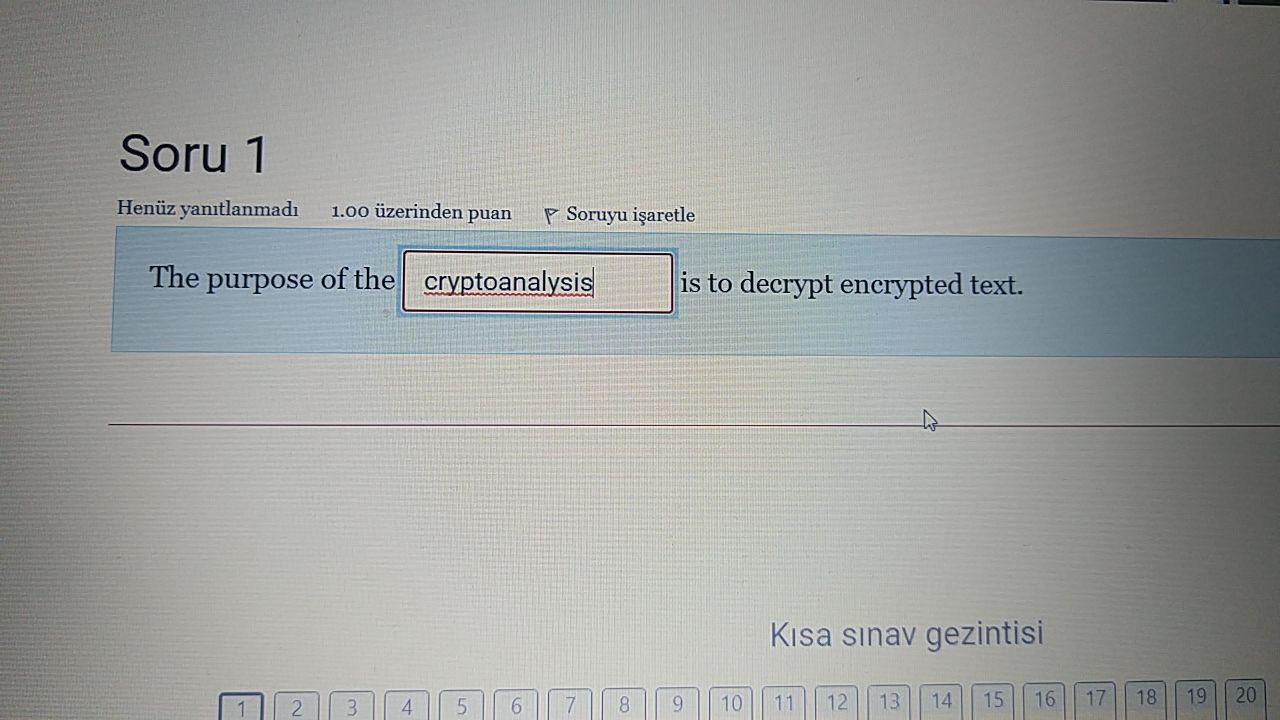 Soru 1
Henüz yanıtlanmadı 1.00 üzerinden puan Soruyu işaretle
The purpose of the cryptoanalysis is to decrypt encrypted text.
Kısa sınav gezintisi
1 2 3 4 5 6 7 8 9 10 11 12 13 14 15 16 17 18 19 20